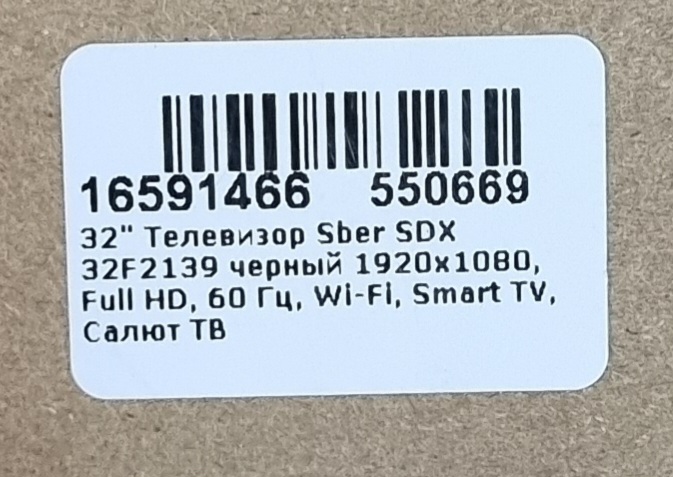 16591466 550669
32" Телевизор Sber SDX
32F2139 черный 1920x1080,
Full HD, 60 Гц, Wi-Fi, Smart TV,
Салют ТВ